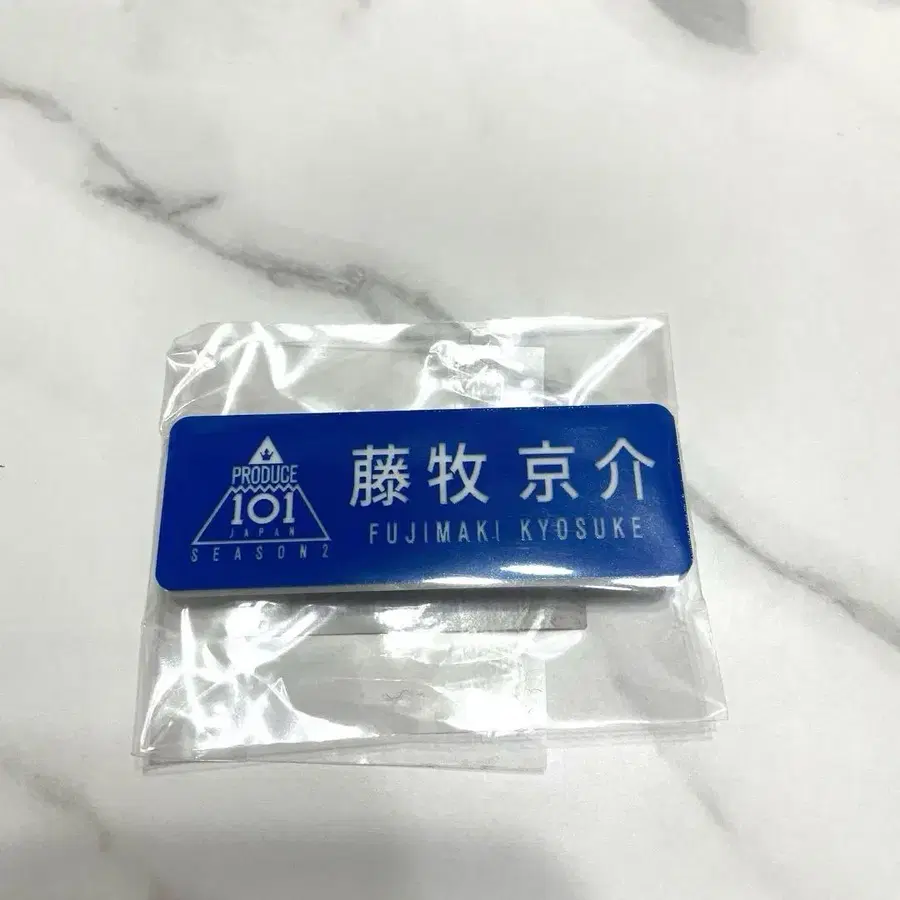 PRODUCE
101
JAPAN
SEASON2
藤牧 京介
FUJIMAKI KYOSUKE